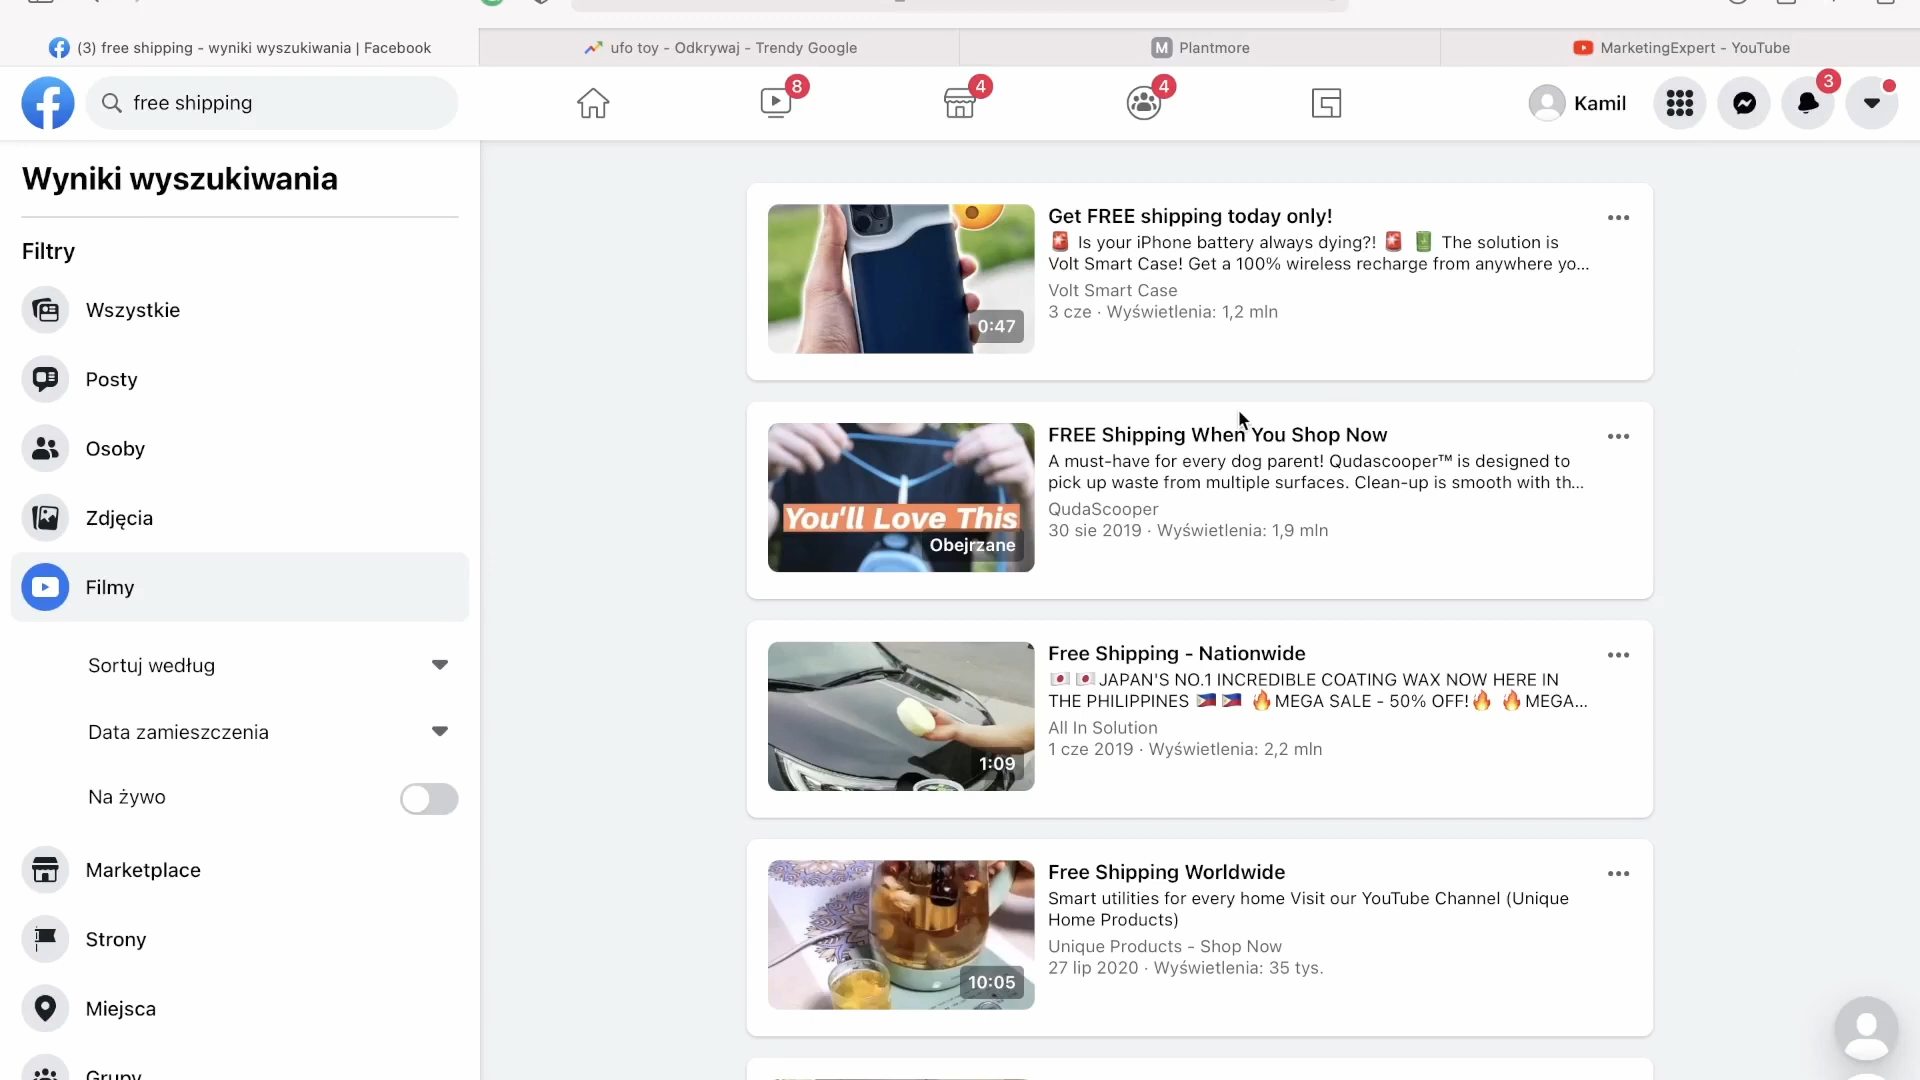 (3) free shipping - wyniki wyszukiwania | Facebook
ufo toy - Odkrywaj - Trendy Google
M Plantmore
MarketingExpert - YouTube
free shipping
8
4
4
Kamil
3
Wyniki wyszukiwania
Filtry
Wszystkie
Posty
Osoby
Zdjęcia
Filmy
Sortuj według
Data zamieszczenia
Na żywo
Marketplace
Strony
Miejsca
Grupy
0:47
Get FREE shipping today only!
🚨 Is your iPhone battery always dying?! 🚨 🔋 The solution is
Volt Smart Case! Get a 100% wireless recharge from anywhere yo...
Volt Smart Case
3 cze · Wyświetlenia: 1,2 mln
You'll Love This
Obejrzane
FREE Shipping When You Shop Now
A must-have for every dog parent! Qudascooper™ is designed to
pick up waste from multiple surfaces. Clean-up is smooth with th...
QudaScooper
30 sie 2019 · Wyświetlenia: 1,9 mln
1:09
Free Shipping - Nationwide
🇯🇵 🇯🇵 JAPAN'S NO.1 INCREDIBLE COATING WAX NOW HERE IN
THE PHILIPPINES 🇵🇭 🇵🇭 🔥MEGA SALE - 50% OFF!🔥 🔥MEGA...
All In Solution
1 cze 2019 · Wyświetlenia: 2,2 mln
10:05
Free Shipping Worldwide
Smart utilities for every home Visit our YouTube Channel (Unique
Home Products)
Unique Products - Shop Now
27 lip 2020 · Wyświetlenia: 35 tys.